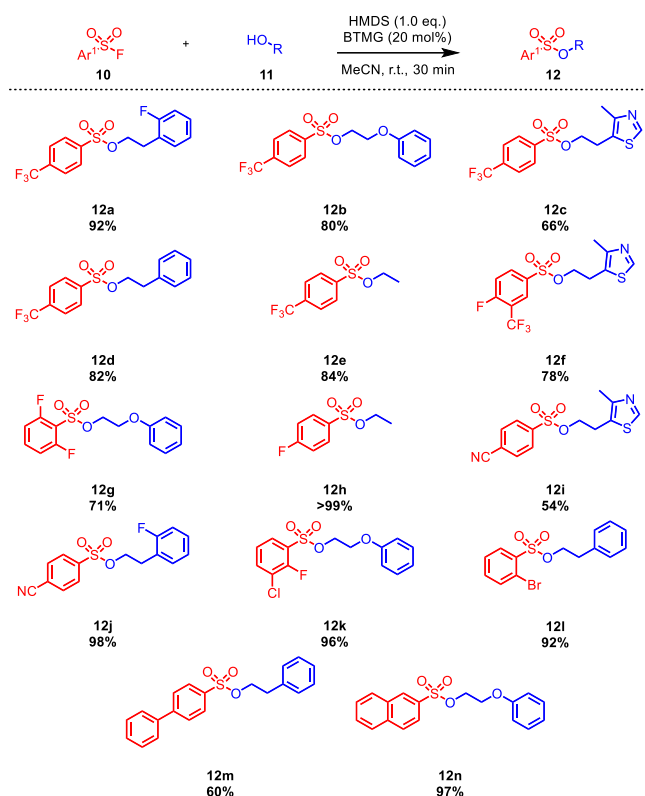 HMDS (1.0 eq.)
BTMG (20 mol%)
MeCN, r.t., 30 min
O O
Ar¹ S F
+
HO R
O O
Ar¹ S O R
10
11
12
O O S O F F₃C
O O S O O F₃C
O O S O N S F₃C
12a
92%
12b
80%
12c
66%
O O S O F₃C
O O S O F₃C
O O S O N S F CF₃
12d
82%
12e
84%
12f
78%
F O O S O O F
O O S O F
O O S O N S NC
12g
71%
12h
>99%
12i
54%
O O S O F NC
O O S O O F Cl
O O S O Br
12j
98%
12k
96%
12l
92%
O O S O
O O S O O
12m
60%
12n
97%